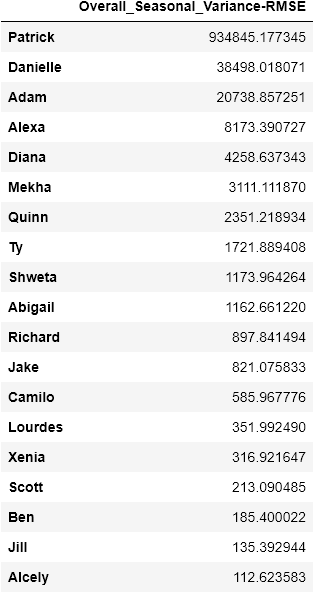 Overall_Seasonal_Variance-RMSE
Patrick 934845.177345
Danielle 38498.018071
Adam 20738.857251
Alexa 8173.390727
Diana 4258.637343
Mekha 3111.111870
Quinn 2351.218934
Ty 1721.889408
Shweta 1173.964264
Abigail 1162.661220
Richard 897.841494
Jake 821.075833
Camilo 585.967776
Lourdes 351.992490
Xenia 316.921647
Scott 213.090485
Ben 185.400022
Jill 135.392944
Alcely 112.623583